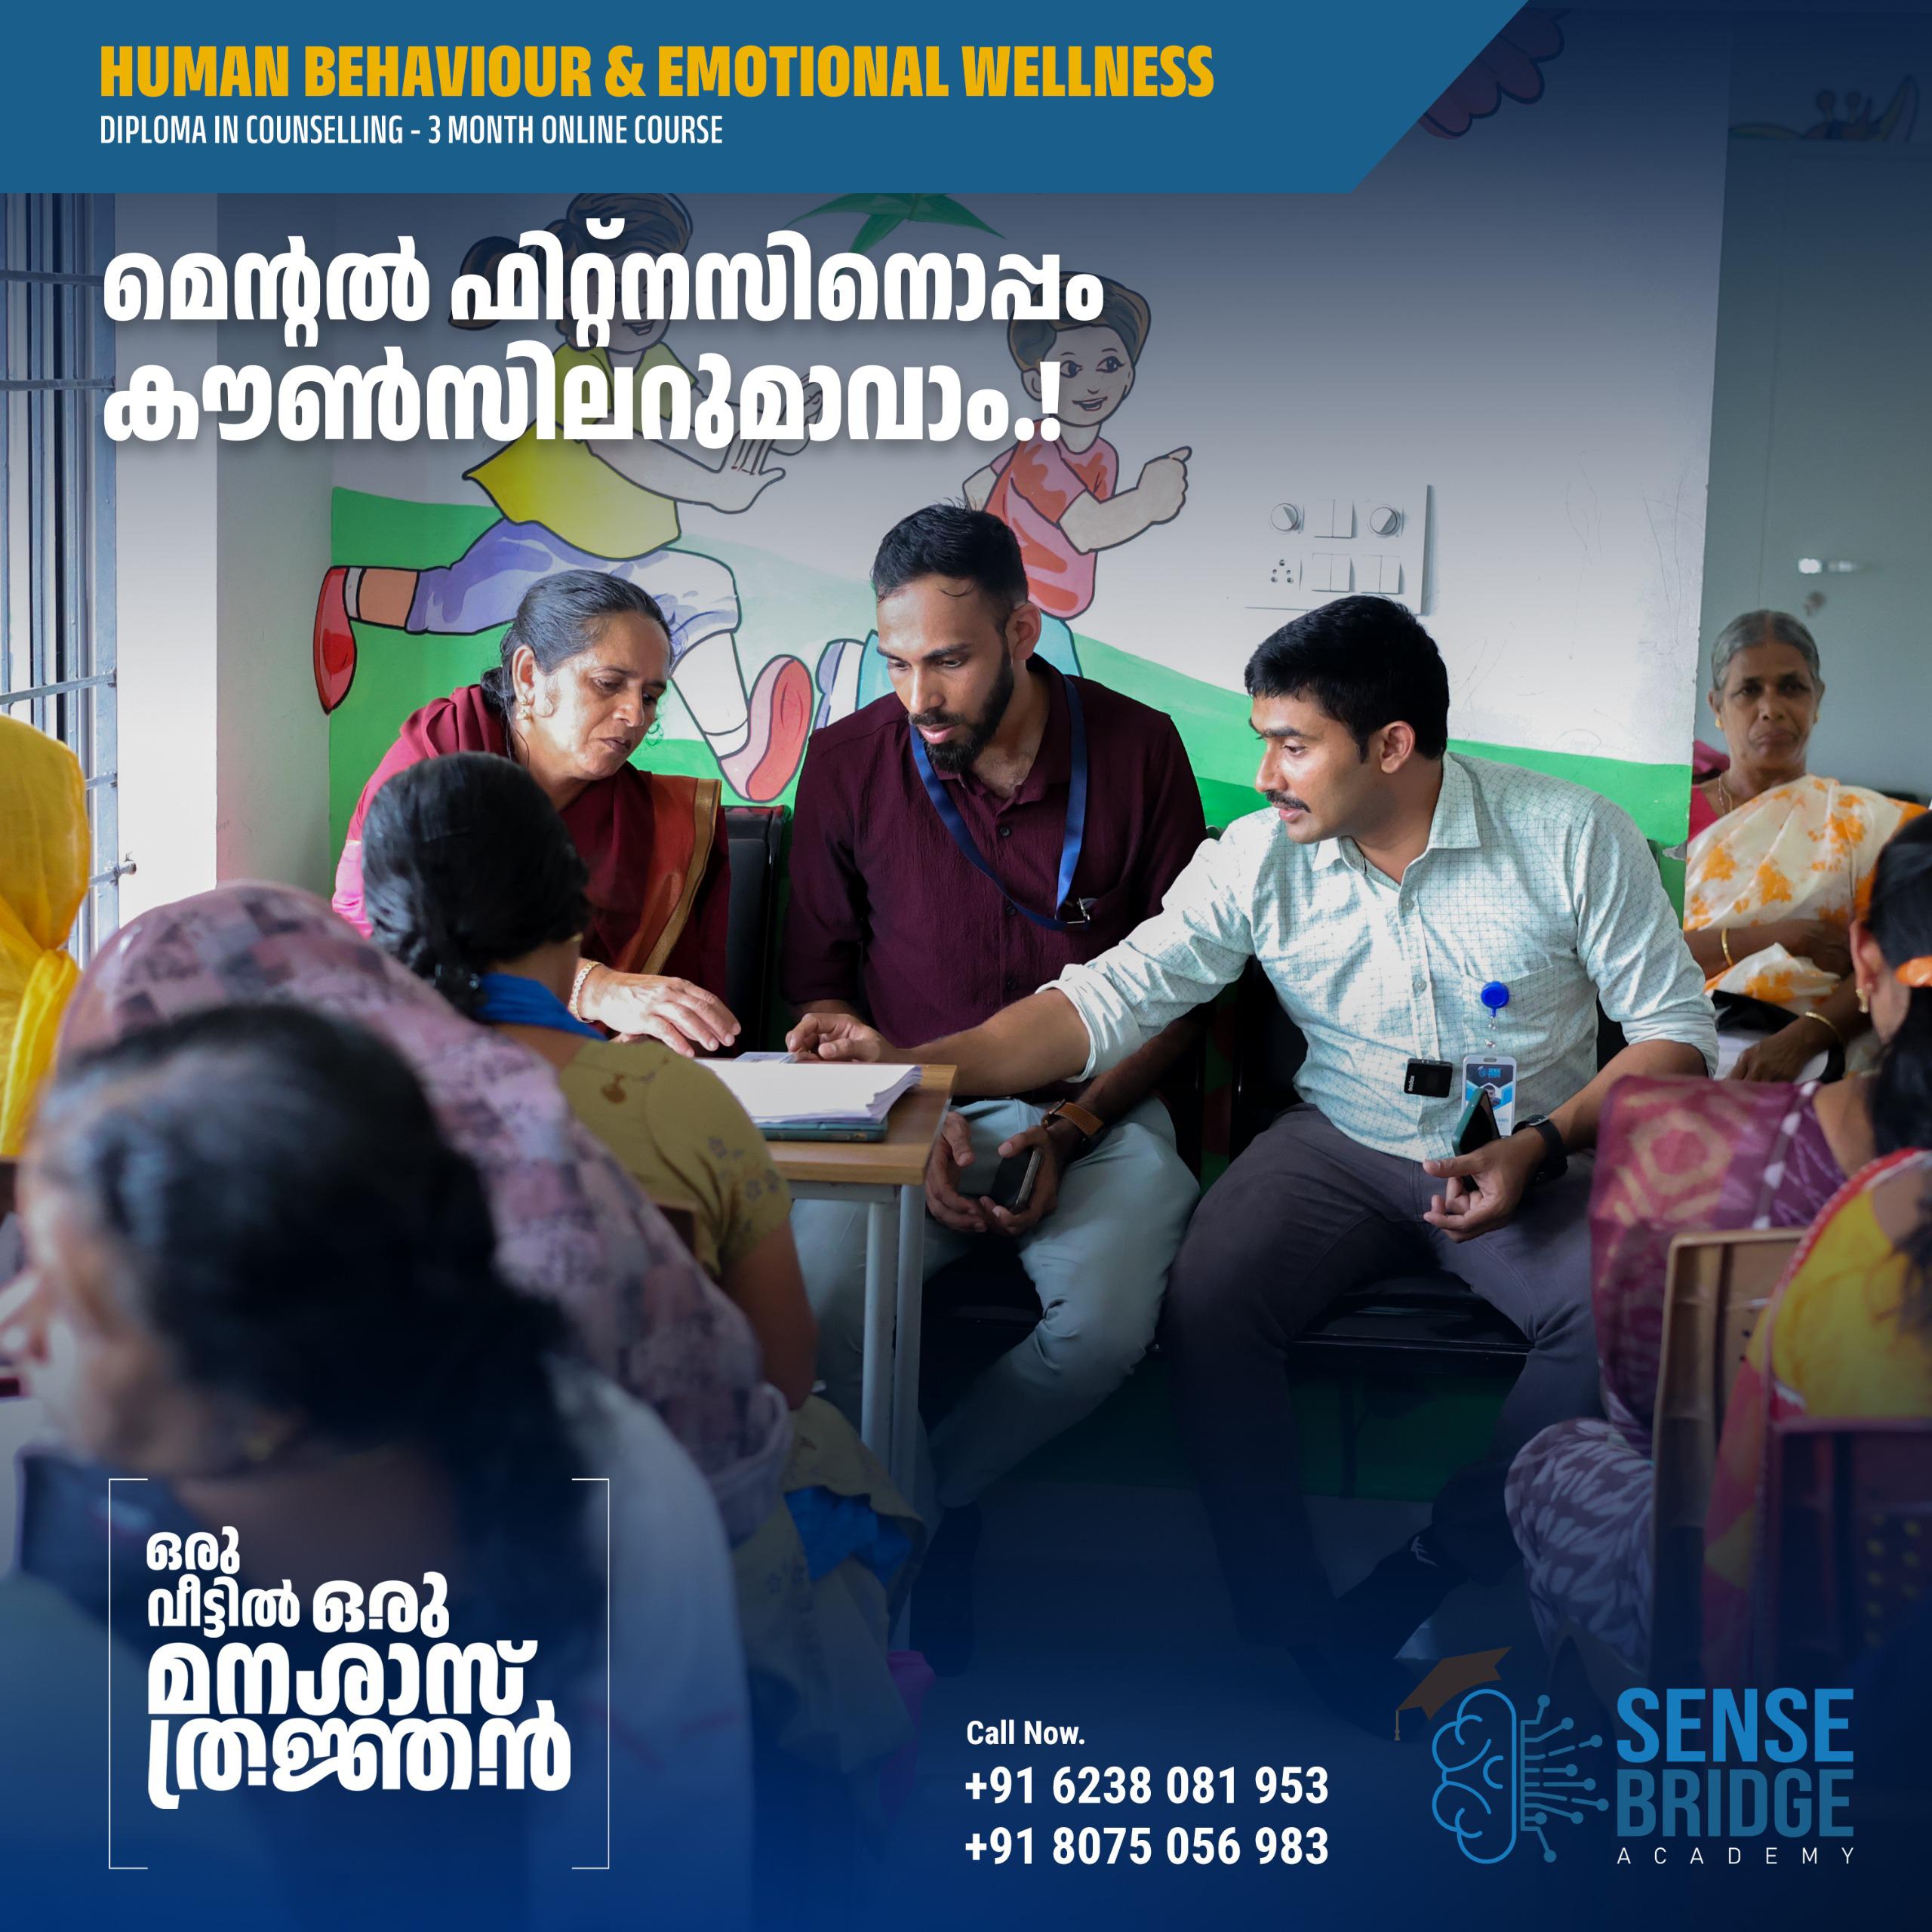 HUMAN BEHAVIOUR & EMOTIONAL WELLNESS
DIPLOMA IN COUNSELLING - 3 MONTH ONLINE COURSE
മെന്റൽ ഫിറ്റ്നസിനൊപ്പം
കൗൺസിലറുമാവാം.!
ഒരു
വീട്ടിൽ ഒരു
മനശാസ്
ത്രജ്ഞൻ
Call Now.
+91 6238 081 953
+91 8075 056 983
SENSE
BRIDGE
ACADEMY